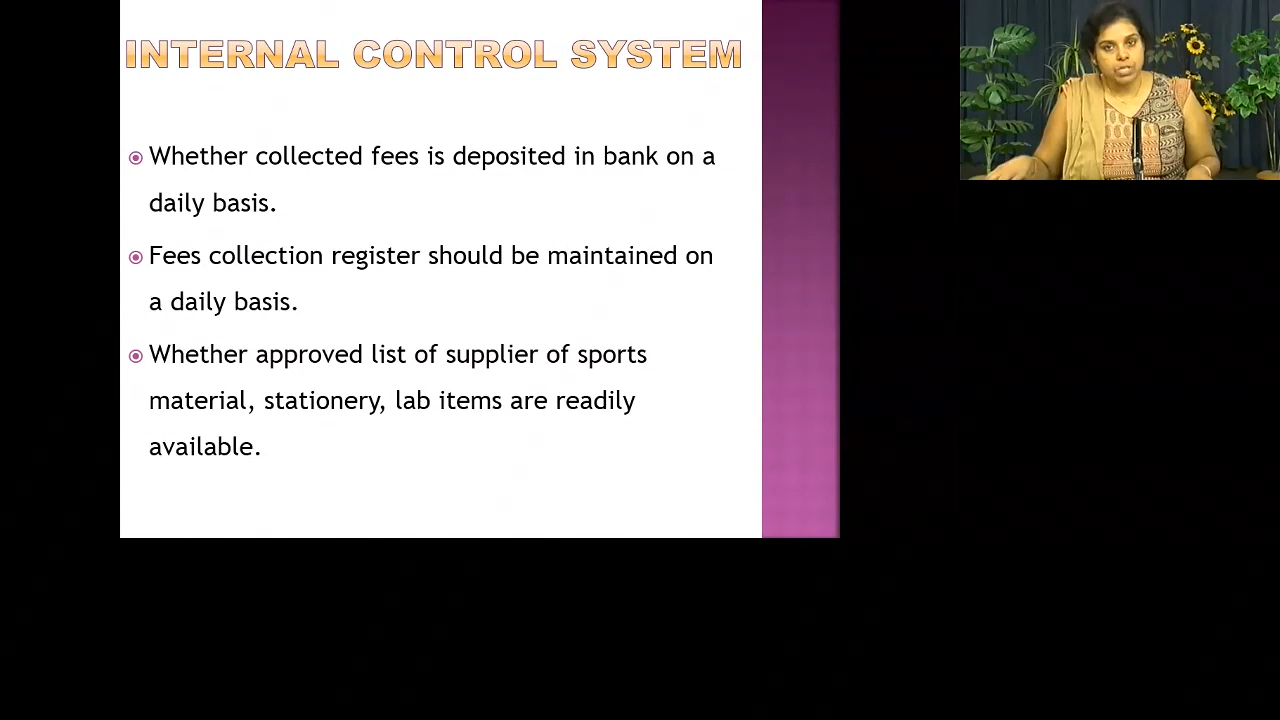 INTERNAL CONTROL SYSTEM
Whether collected fees is deposited in bank on a
daily basis.
Fees collection register should be maintained on
a daily basis.
Whether approved list of supplier of sports
material, stationery, lab items are readily
available.